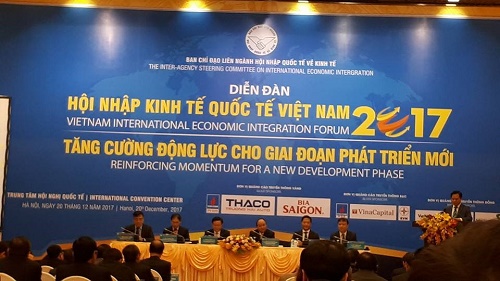 BAN CHỈ ĐẠO LIÊN NGÀNH HỘI NHẬP QUỐC TẾ VỀ KINH TẾ
THE INTER-AGENCY STEERING COMMITTEE ON INTERNATIONAL ECONOMIC INTERGRATION
DIỄN ĐÀN
HỘI NHẬP KINH TẾ QUỐC TẾ VIỆT NAM 2017
VIETNAM INTERNATIONAL ECONOMIC INTEGRATION FORUM
TĂNG CƯỜNG ĐỘNG LỰC CHO GIAI ĐOẠN PHÁT TRIỂN MỚI
REINFORCING MOMENTUM FOR A NEW DEVELOPMENT PHASE
TRUNG TÂM HỘI NGHỊ QUỐC TẾ | INTERNATIONAL CONVENTION CENTER
HÀ NỘI, NGÀY 20 THÁNG 12 NĂM 2017 | Hanoi, 20th December, 2017
THACO
BIA SAIGON
VinaCapital